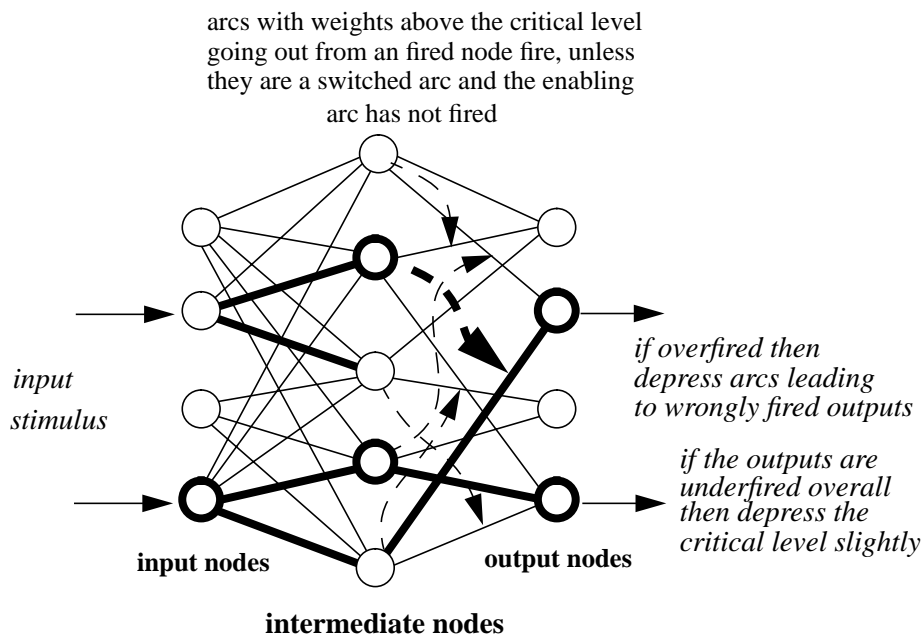 arcs with weights above the critical level
going out from an fired node fire, unless
they are a switched arc and the enabling
arc has not fired
input
stimulus
if overfired then
depress arcs leading
to wrongly fired outputs
if the outputs are
underfired overall
then depress the
critical level slightly
input nodes
output nodes
intermediate nodes